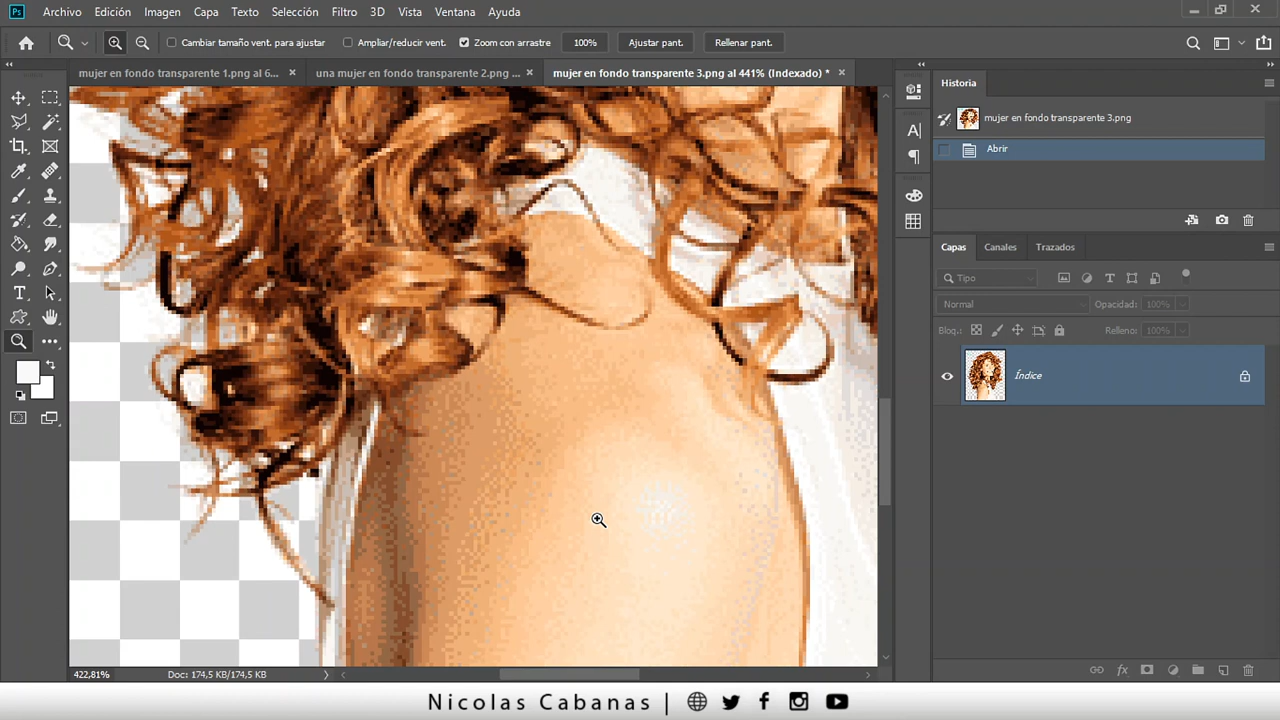 Ps Archivo Edición Imagen Capa Texto Selección Filtro 3D Vista Ventana Ayuda
Cambiar tamaño vent. para ajustar Ampliar/reducir vent. Zoom con arrastre 100% Ajustar pant. Rellenar pant.
mujer en fondo transparente 1.png al 6... × una mujer en fondo transparente 2.png ... × mujer en fondo transparente 3.png al 441% (Indexado) * ×
Historia
mujer en fondo transparente 3.png
Abrir
Capas Canales Trazados
Tipo
Normal Opacidad: 100%
Bloq.: Relleno: 100%
Índice
422,81% Doc: 174,5 KB/174,5 KB
Nicolas Cabanas |